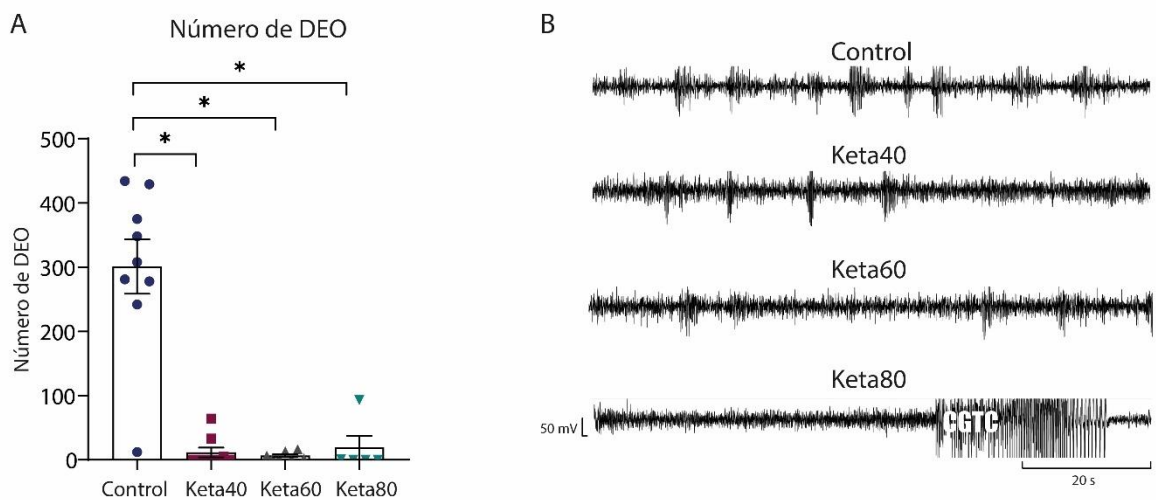 A
Número de DEO
*
*
*
Número de DEO
500
400
300
200
100
0
Control Keta40 Keta60 Keta80
B
Control
Keta40
Keta60
Keta80
CGTC
50 mV
20 s